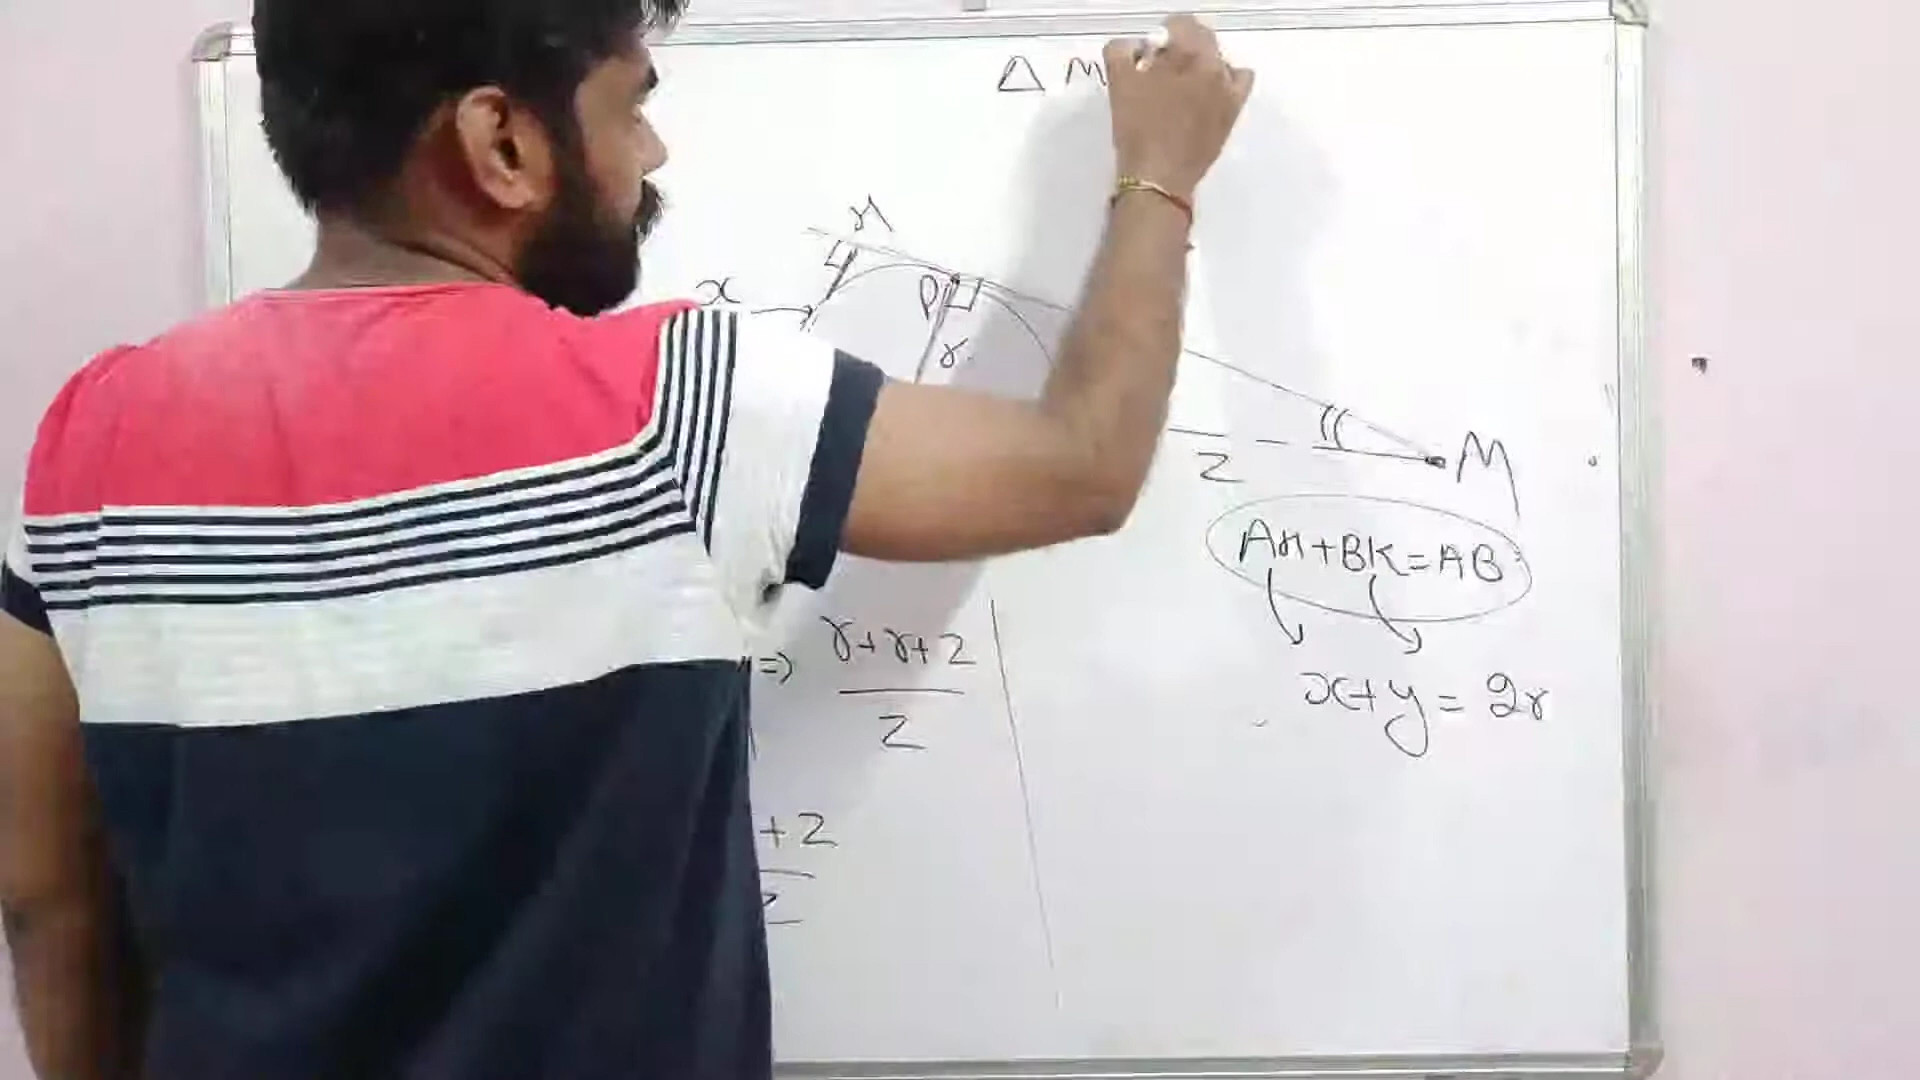 Δ M
H
x
P
r
Z
M
AH+BK=AB
=> r+r+Z
Z
x+y= 2r
+Z